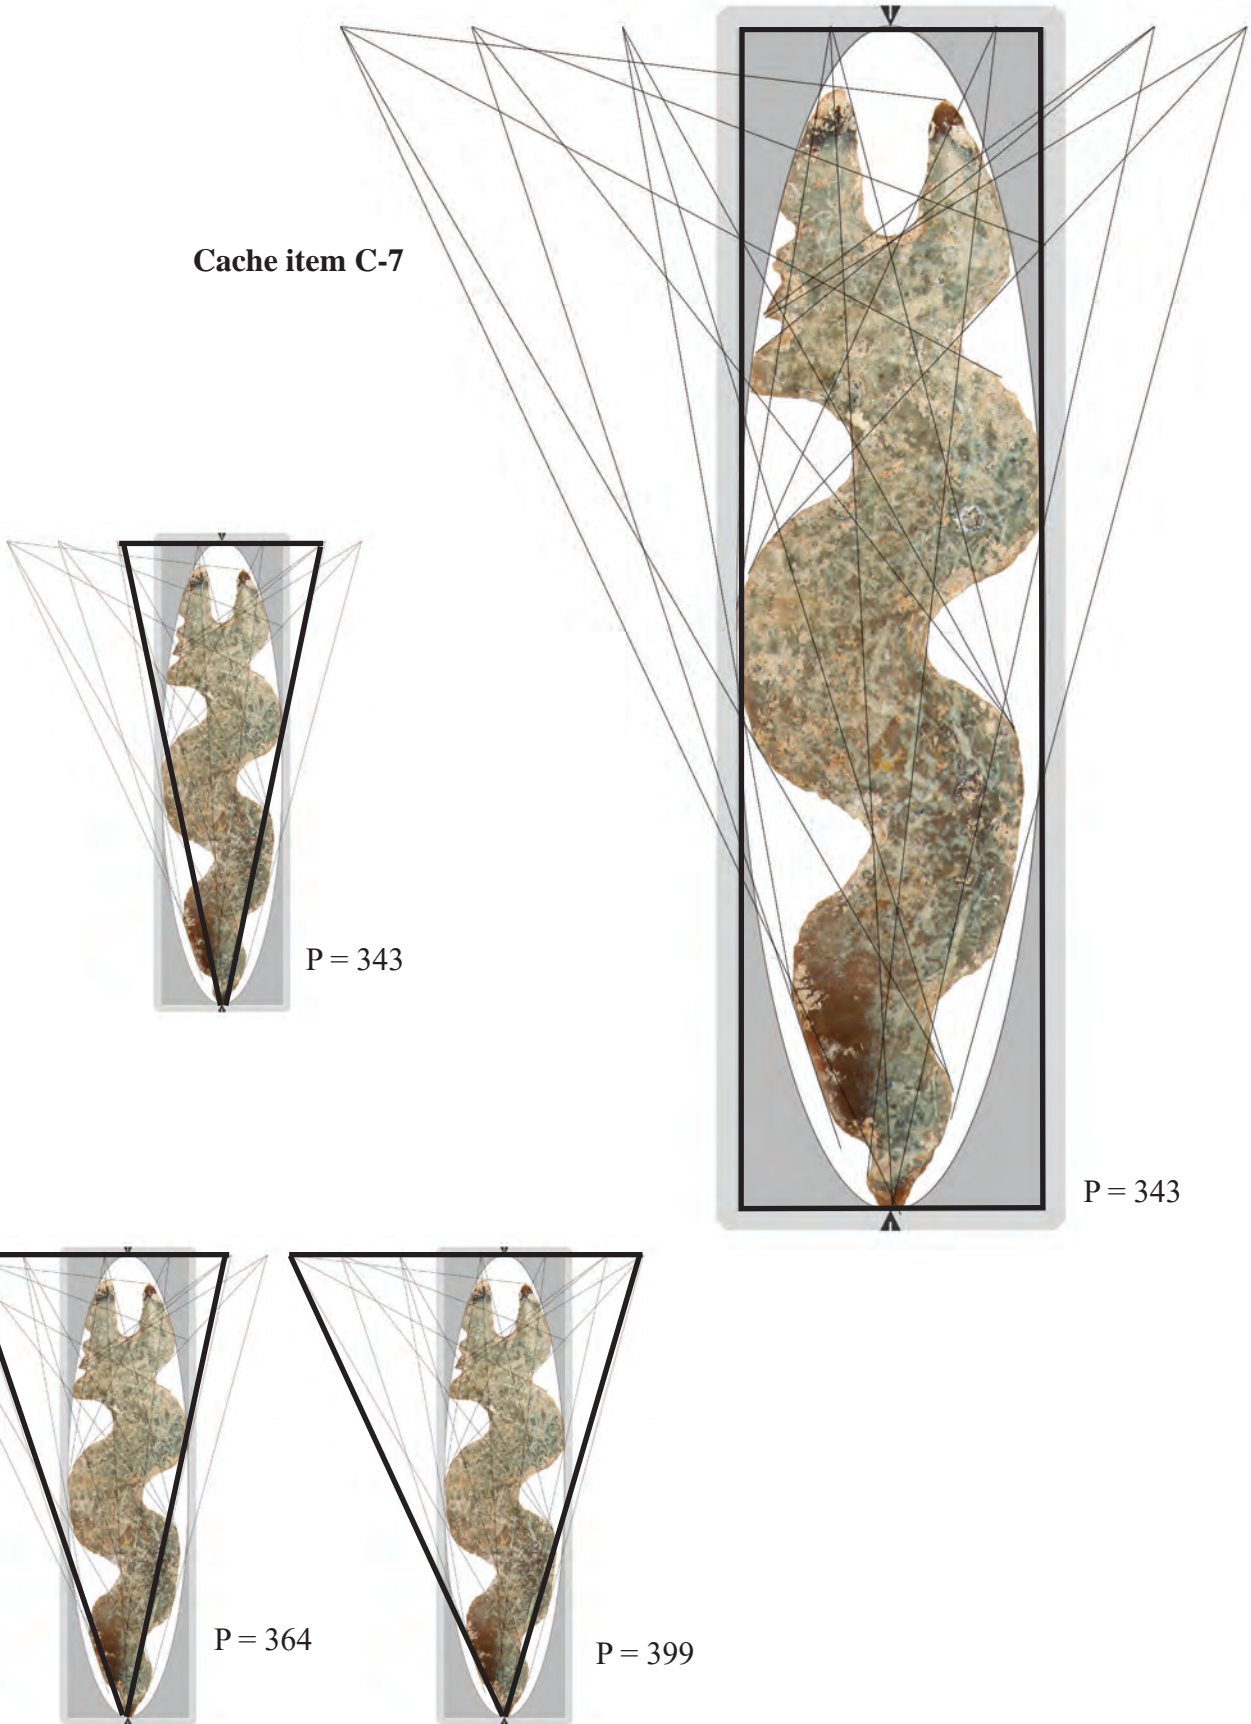 Cache item C-7
P = 343
P = 343
P = 364
P = 399